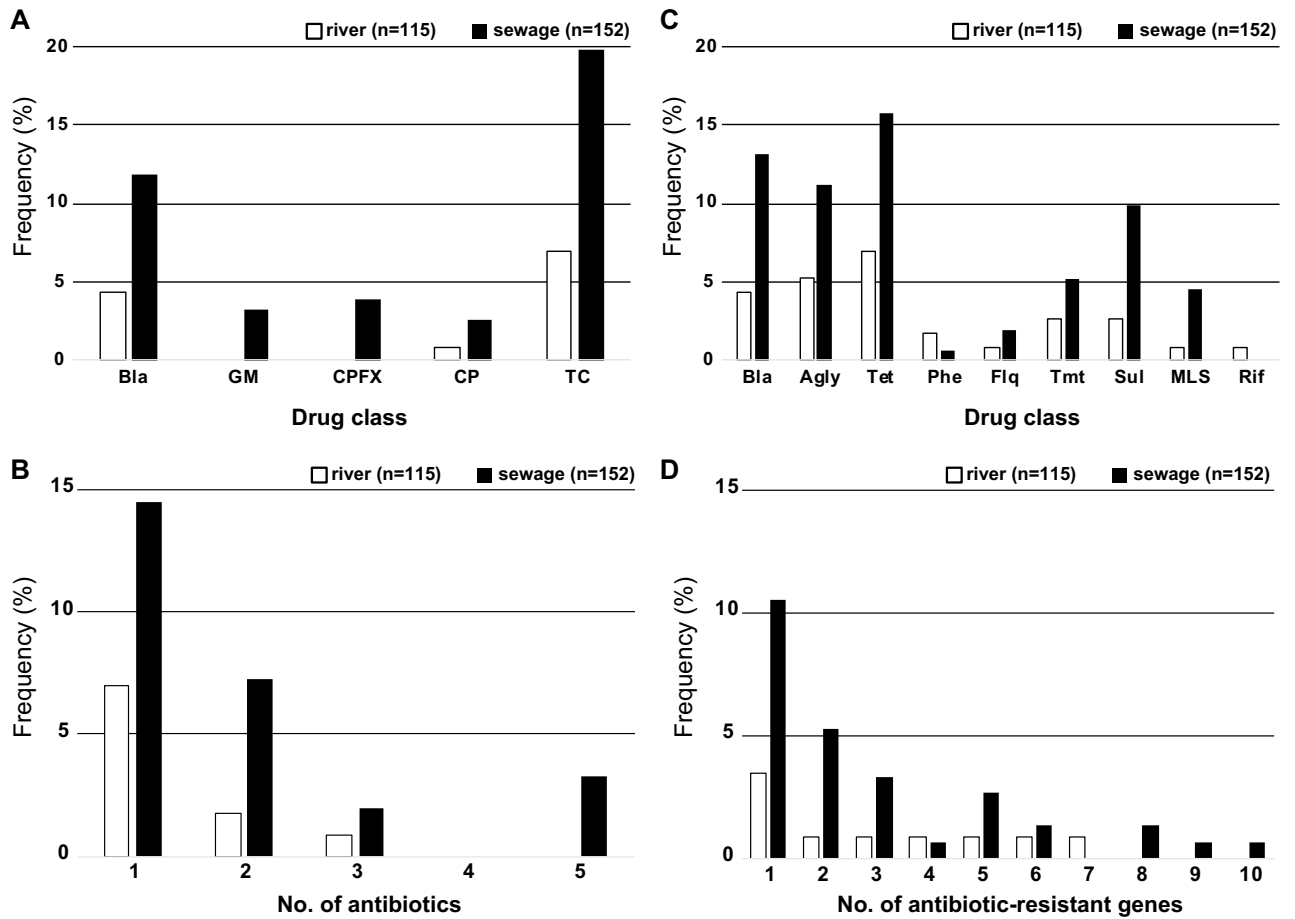 A
river (n=115) sewage (n=152)
20
15
10
5
0
Frequency (%)
Bla GM CPFX CP TC
Drug class
C
river (n=115) sewage (n=152)
20
15
10
5
0
Frequency (%)
Bla Agly Tet Phe Flq Tmt Sul MLS Rif
Drug class
B
river (n=115) sewage (n=152)
15
10
5
0
Frequency (%)
1 2 3 4 5
No. of antibiotics
D
river (n=115) sewage (n=152)
15
10
5
0
Frequency (%)
1 2 3 4 5 6 7 8 9 10
No. of antibiotic-resistant genes